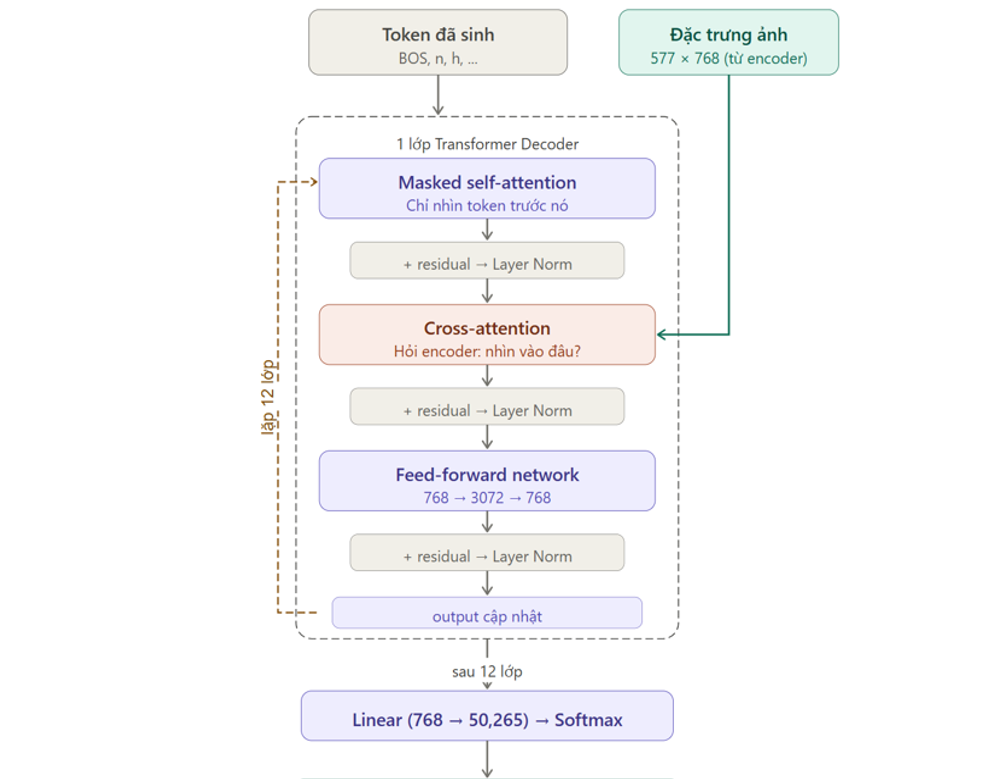 Token đã sinh
BOS, n, h, ...
Đặc trưng ảnh
577 × 768 (từ encoder)
1 lớp Transformer Decoder
Masked self-attention
Chỉ nhìn token trước nó
+ residual → Layer Norm
Cross-attention
Hỏi encoder: nhìn vào đâu?
lặp 12 lớp
+ residual → Layer Norm
Feed-forward network
768 → 3072 → 768
+ residual → Layer Norm
output cập nhật
sau 12 lớp
Linear (768 → 50,265) → Softmax